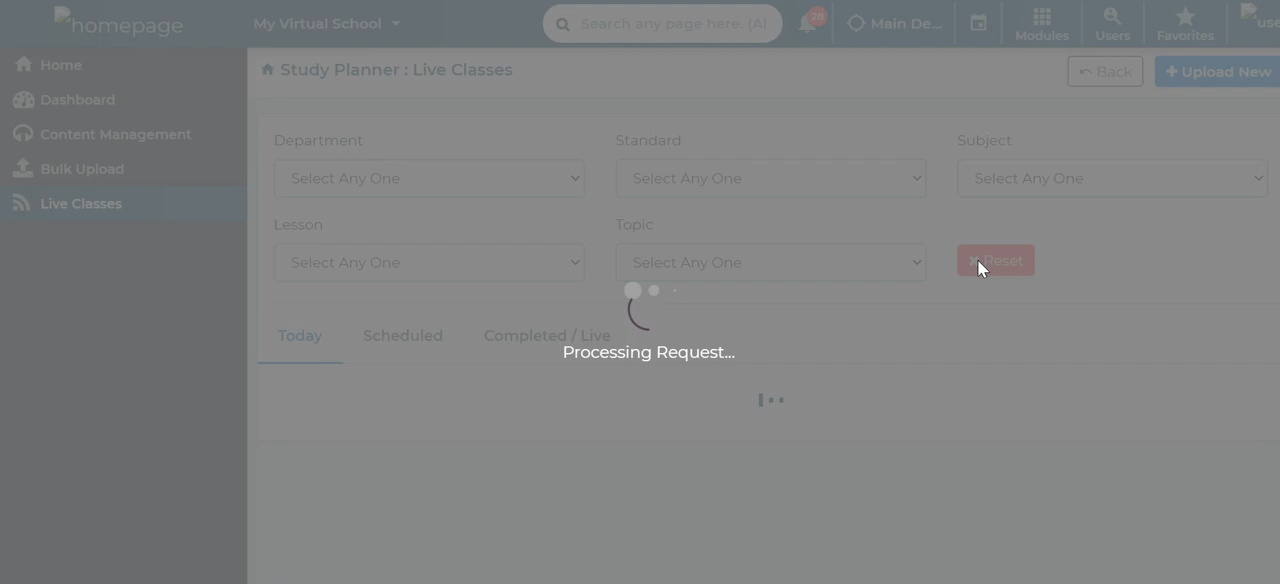 homepage
My Virtual School
Search any page here. (Al
28
Main De...
Modules
Users
Favorites
use
Home
Dashboard
Content Management
Bulk Upload
Live Classes
Study Planner : Live Classes
Back
Upload New
Department
Standard
Subject
Select Any One
Select Any One
Select Any One
Lesson
Topic
Select Any One
Select Any One
Reset
Today
Scheduled
Completed / Live
Processing Request...